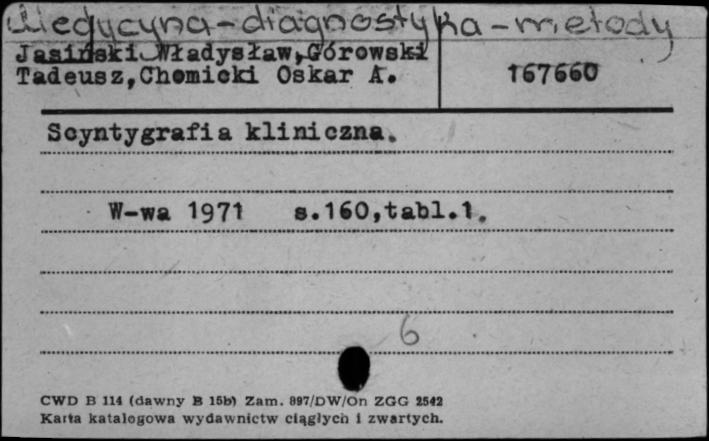 Medycyna-diagnostyka-metody
Jasiński Władysław,Górowski
Tadeusz,Chomicki Oskar A.
167660
Scyntygrafia kliniczna.
W-wa 1971 s.160,tabl.1.
6
CWD B 114 (dawny B 15b) Zam. 897/DW/On ZGG 2542
Karta katalogowa wydawnictw ciągłych i zwartych.